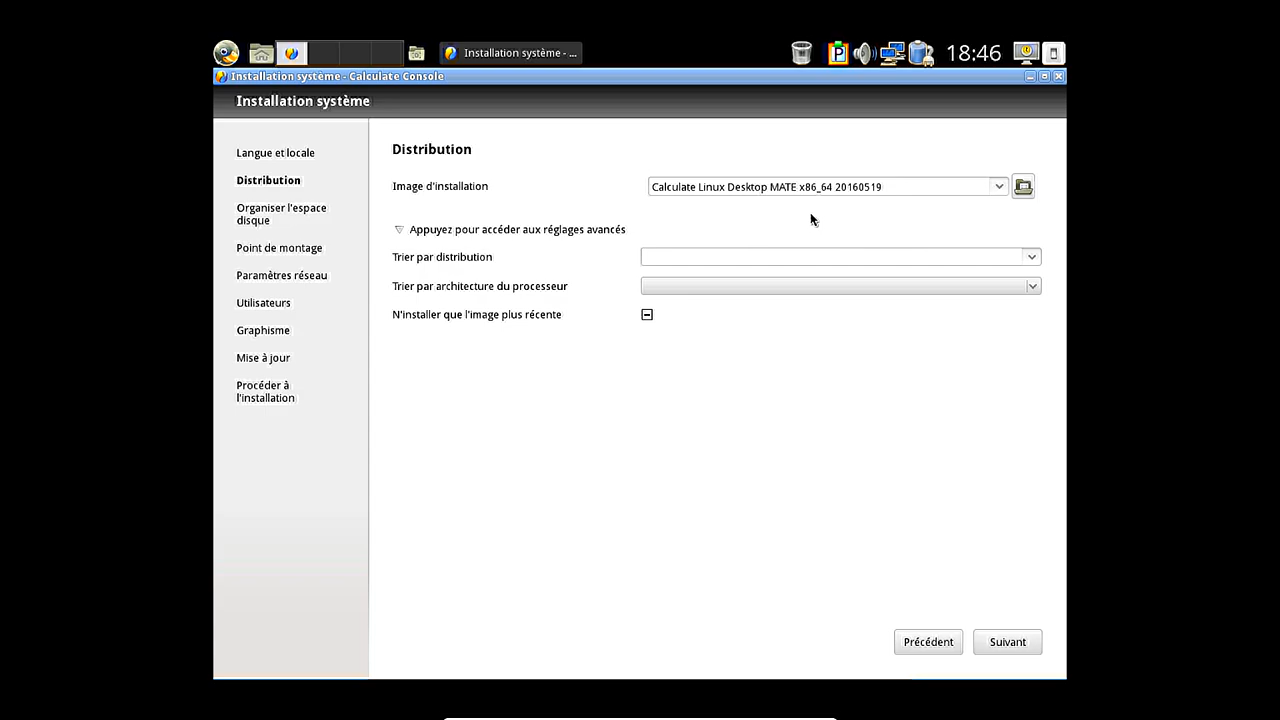 Installation système - ...
P
18:46
Installation système - Calculate Console
Installation système
Langue et locale
Distribution
Organiser l'espace
disque
Point de montage
Paramètres réseau
Utilisateurs
Graphisme
Mise à jour
Procéder à
l'installation
Distribution
Image d'installation
Calculate Linux Desktop MATE x86_64 20160519
Appuyez pour accéder aux réglages avancés
Trier par distribution
Trier par architecture du processeur
N'installer que l'image plus récente
Précédent
Suivant